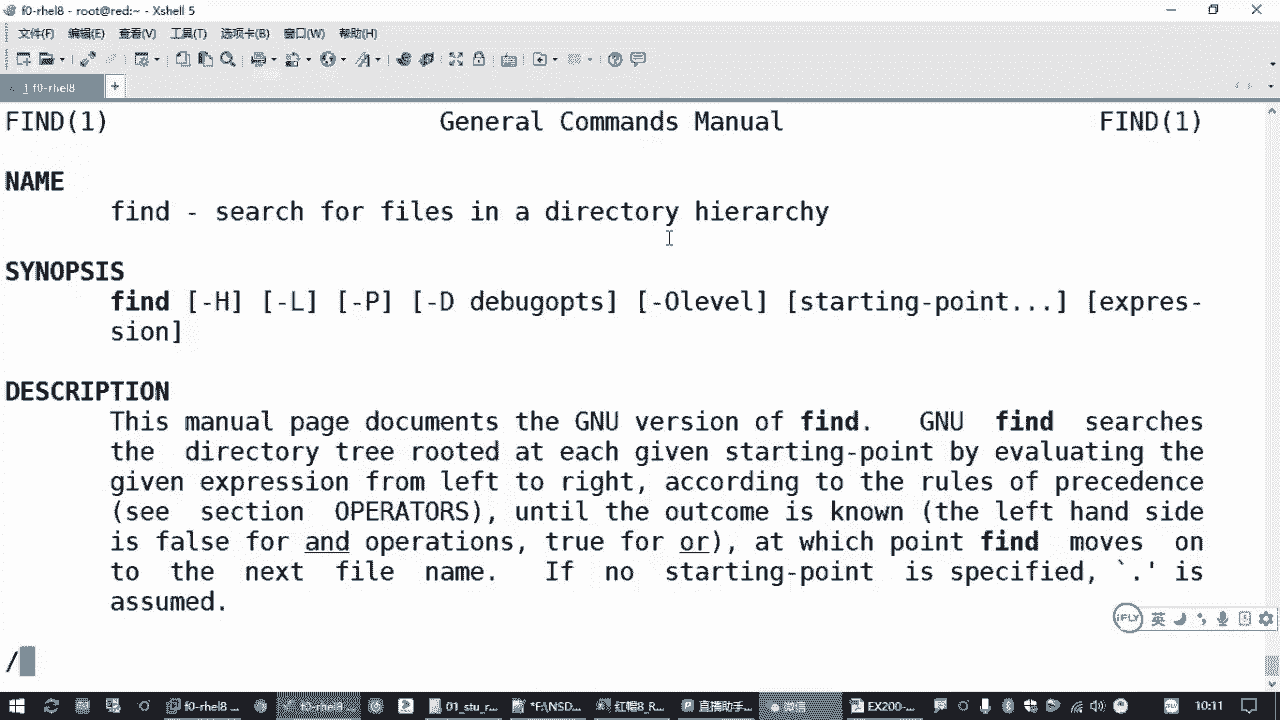 f0-rhel8 - root@red:~ - Xshell 5
文件(F) 编辑(E) 查看(V) 工具(T) 选项卡(B) 窗口(W) 帮助(H)
1 f0-rhel8
FIND(1) General Commands Manual FIND(1)
NAME
find - search for files in a directory hierarchy
SYNOPSIS
find [-H] [-L] [-P] [-D debugopts] [-Olevel] [starting-point...] [expres-
sion]
DESCRIPTION
This manual page documents the GNU version of find. GNU find searches
the directory tree rooted at each given starting-point by evaluating the
given expression from left to right, according to the rules of precedence
(see section OPERATORS), until the outcome is known (the left hand side
is false for and operations, true for or), at which point find moves on
to the next file name. If no starting-point is specified, `.' is
assumed.
iFLY 英
/
f0-rhel8 ... f0-rhel8... 01_stu_r... *F:\NSD... 红帽8_R... 直播助手... 微信 EX200-... 10:11